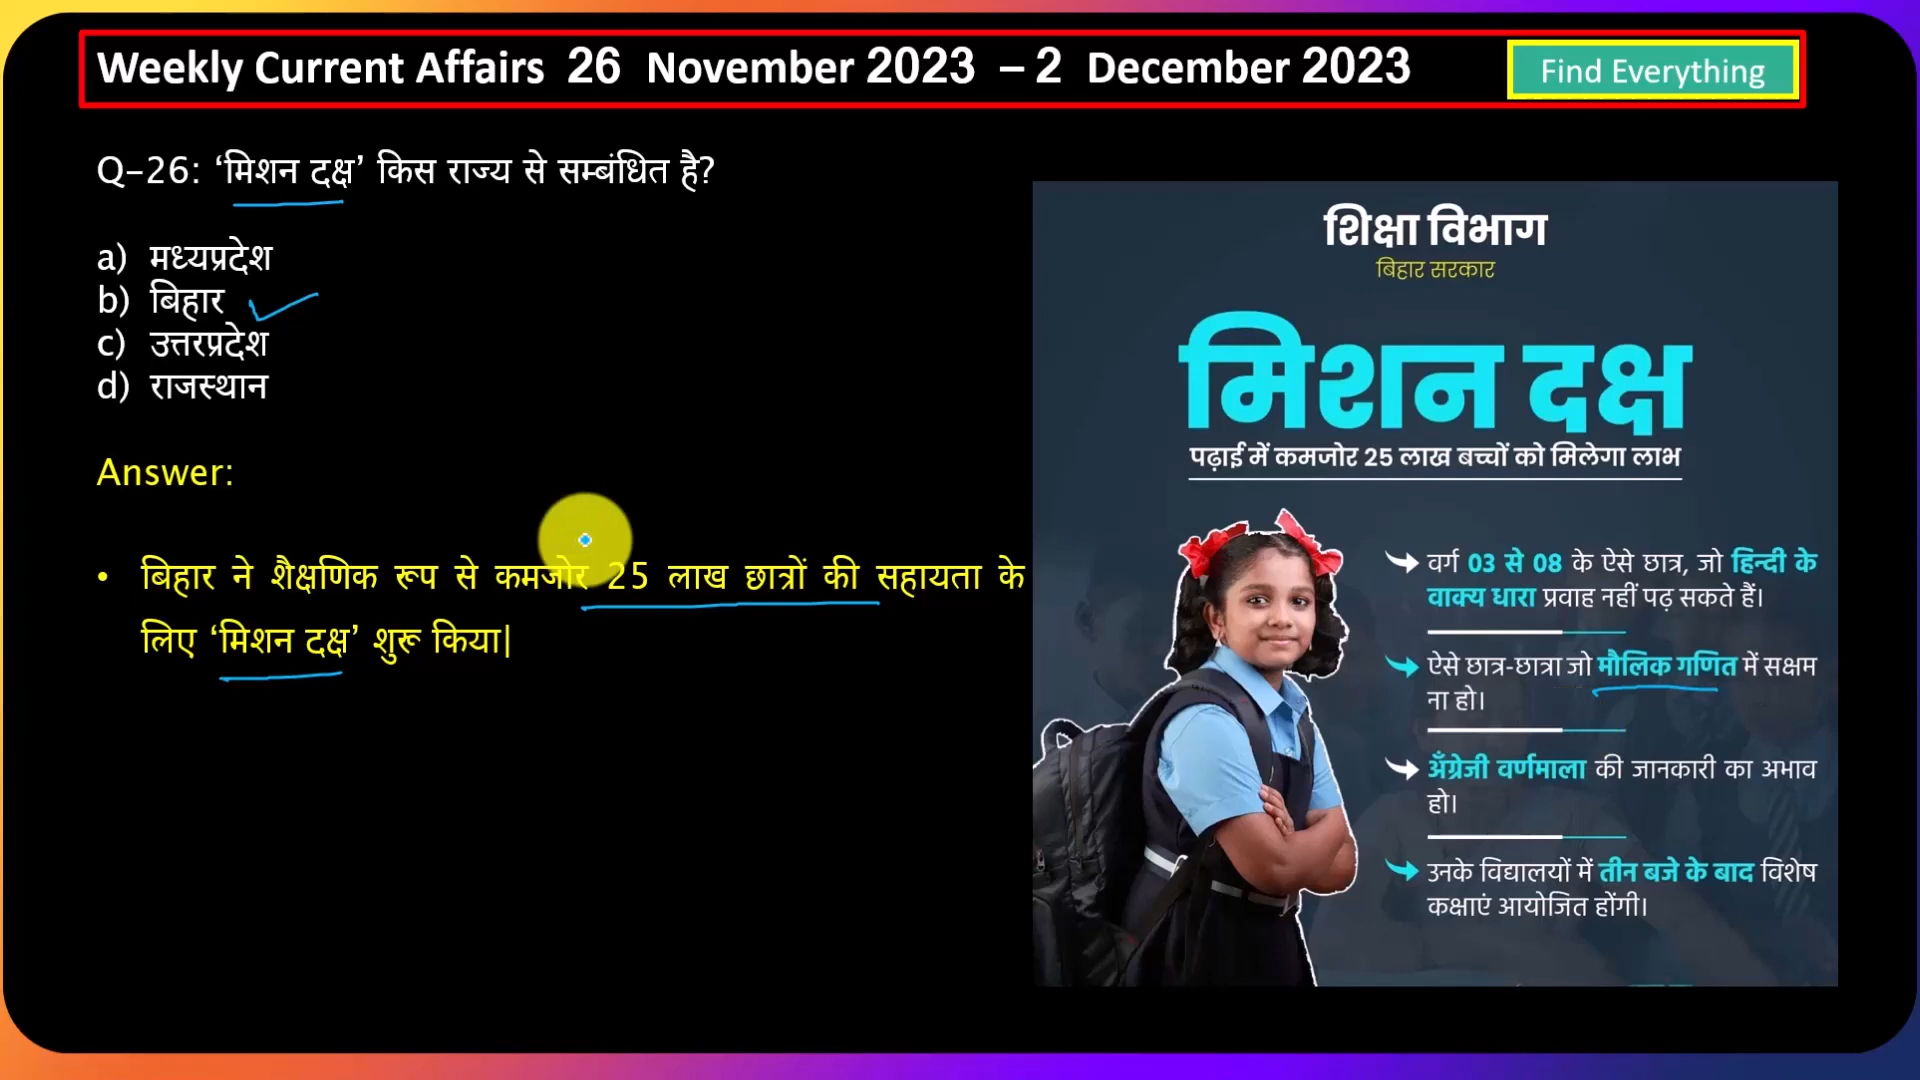 Weekly Current Affairs 26 November 2023 – 2 December 2023
Find Everything
Q–26: ‘मिशन दक्ष’ किस राज्य से सम्बंधित है?
a) मध्यप्रदेश
b) बिहार
c) उत्तरप्रदेश
d) राजस्थान
Answer:
• बिहार ने शैक्षणिक रूप से कमजोर 25 लाख छात्रों की सहायता के
लिए ‘मिशन दक्ष’ शुरू किया|
शिक्षा विभाग
बिहार सरकार
मिशन दक्ष
पढ़ाई में कमजोर 25 लाख बच्चों को मिलेगा लाभ
वर्ग 03 से 08 के ऐसे छात्र, जो हिन्दी के
वाक्य धारा प्रवाह नहीं पढ़ सकते हैं।
ऐसे छात्र-छात्रा जो मौलिक गणित में सक्षम
ना हो।
अँग्रेजी वर्णमाला की जानकारी का अभाव
हो।
उनके विद्यालयों में तीन बजे के बाद विशेष
कक्षाएं आयोजित होंगी।